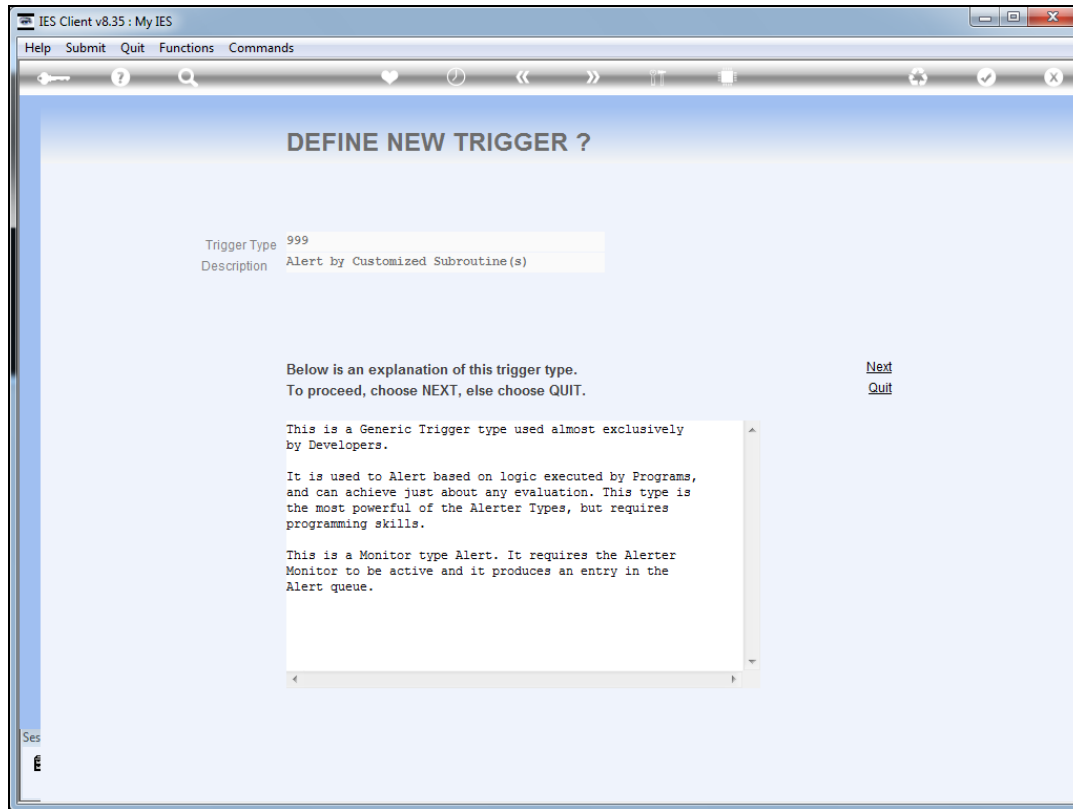 IES Client v8.35 : My IES
Help Submit Quit Functions Commands
DEFINE NEW TRIGGER ?
Trigger Type 999
Description Alert by Customized Subroutine(s)
Below is an explanation of this trigger type.
Next
To proceed, choose NEXT, else choose QUIT.
Quit
This is a Generic Trigger type used almost exclusively
by Developers.
It is used to Alert based on logic executed by Programs,
and can achieve just about any evaluation. This type is
the most powerful of the Alerter Types, but requires
programming skills.
This is a Monitor type Alert. It requires the Alerter
Monitor to be active and it produces an entry in the
Alert queue.
Ses